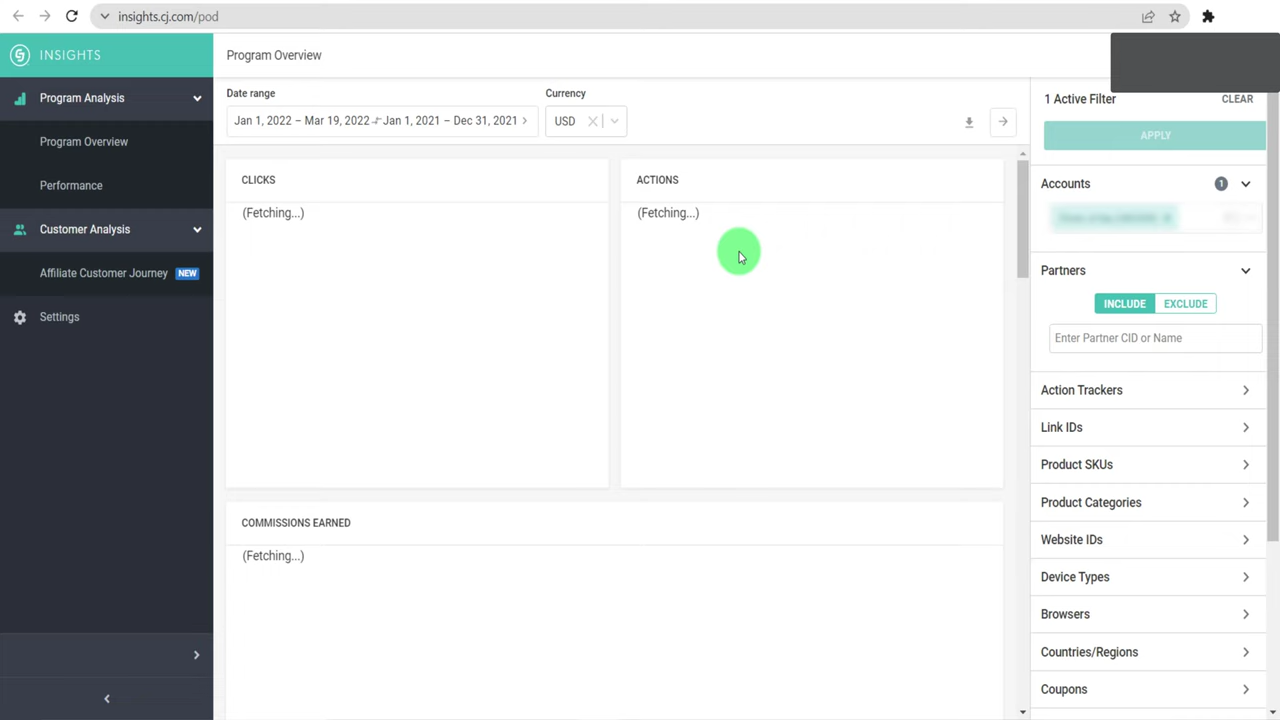 insights.cj.com/pod
INSIGHTS
Program Overview
Program Analysis
Program Overview
Performance
Customer Analysis
Affiliate Customer Journey NEW
Settings
Date range
Currency
Jan 1, 2022 – Mar 19, 2022 Jan 1, 2021 – Dec 31, 2021
USD
CLICKS
(Fetching...)
ACTIONS
(Fetching...)
COMMISSIONS EARNED
(Fetching...)
1 Active Filter
CLEAR
APPLY
Accounts 1
Partners
INCLUDE EXCLUDE
Enter Partner CID or Name
Action Trackers
Link IDs
Product SKUs
Product Categories
Website IDs
Device Types
Browsers
Countries/Regions
Coupons